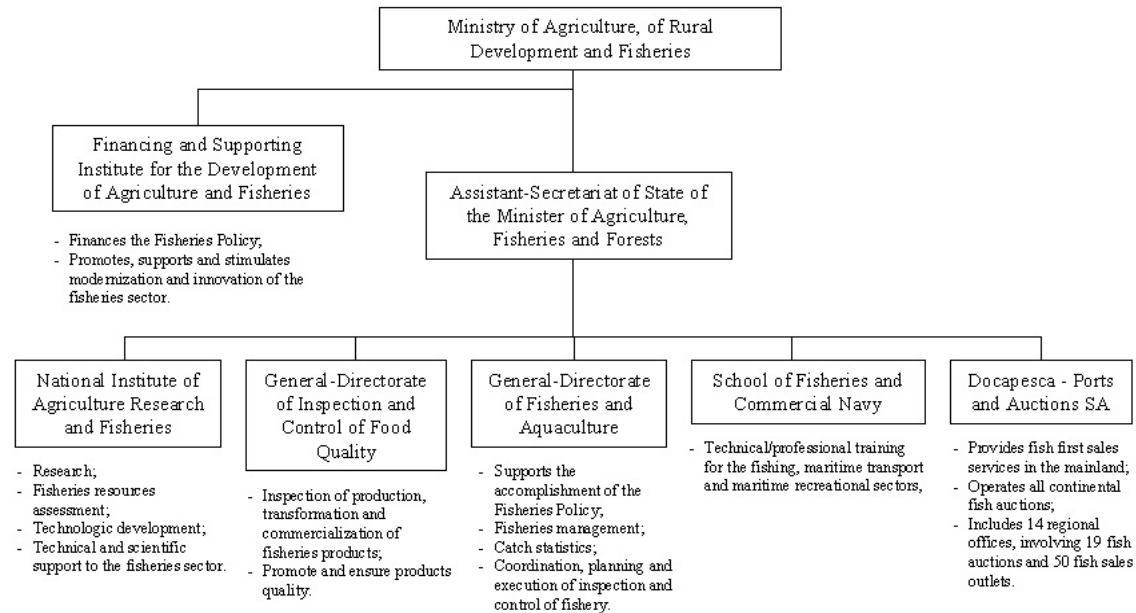 Ministry of Agriculture, of Rural
Development and Fisheries
Financing and Supporting
Institute for the Development
of Agriculture and Fisheries
- Finances the Fisheries Policy;
- Promotes, supports and stimulates
modernization and innovation of the
fisheries sector.
Assistant-Secretariat of State of
the Minister of Agriculture,
Fisheries and Forests
National Institute of
Agriculture Research
and Fisheries
- Research;
- Fisheries resources
assessment;
- Technologic development;
- Technical and scientific
support to the fisheries sector.
General-Directorate
of Inspection and
Control of Food
Quality
- Inspection of production,
transformation and
commercialization of
fisheries products;
- Promote and ensure products
quality.
General-Directorate
of Fisheries and
Aquaculture
- Supports the
accomplishment of the
Fisheries Policy;
- Fisheries management;
- Catch statistics;
- Coordination, planning and
execution of inspection and
control of fishery.
School of Fisheries and
Commercial Navy
- Technical/professional training
for the fishing, maritime transport
and maritime recreational sectors,
Docapesca - Ports
and Auctions SA
- Provides fish first sales
services in the mainland;
- Operates all continental
fish auctions;
- Includes 14 regional
offices, involving 19 fish
auctions and 50 fish sales
outlets.